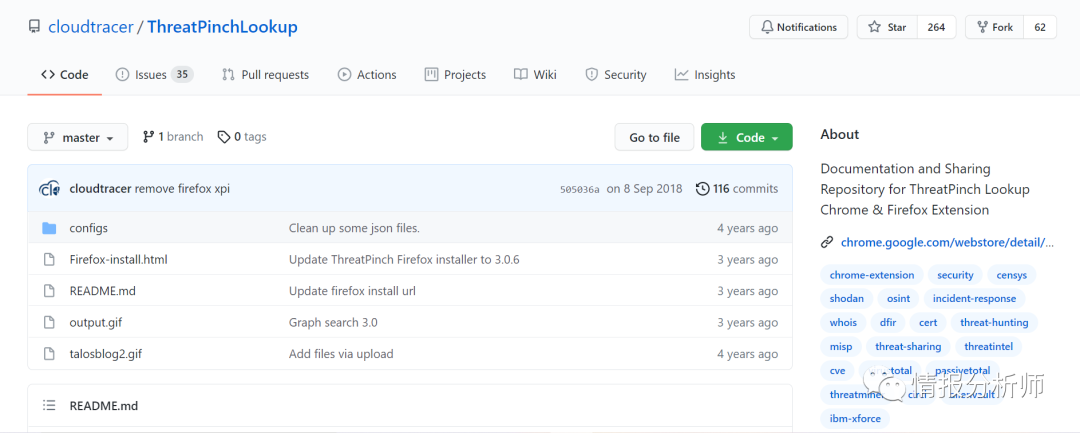 cloudtracer / ThreatPinchLookup
Notifications
Star 264
Fork 62
Code
Issues 35
Pull requests
Actions
Projects
Wiki
Security
Insights
master
1 branch
0 tags
Go to file
Code
cloudtracer remove firefox xpi
505036a on 8 Sep 2018
116 commits
configs Clean up some json files. 4 years ago
Firefox-install.html Update ThreatPinch Firefox installer to 3.0.6 3 years ago
README.md Update firefox install url 3 years ago
output.gif Graph search 3.0 3 years ago
talosblog2.gif Add files via upload 4 years ago
README.md
About
Documentation and Sharing
Repository for ThreatPinch Lookup
Chrome & Firefox Extension
chrome.google.com/webstore/detail/...
chrome-extension security censys
shodan osint incident-response
whois dfir cert threat-hunting
misp threat-sharing threatintel
cve passivetotal
ibm-xforce
情报分析师